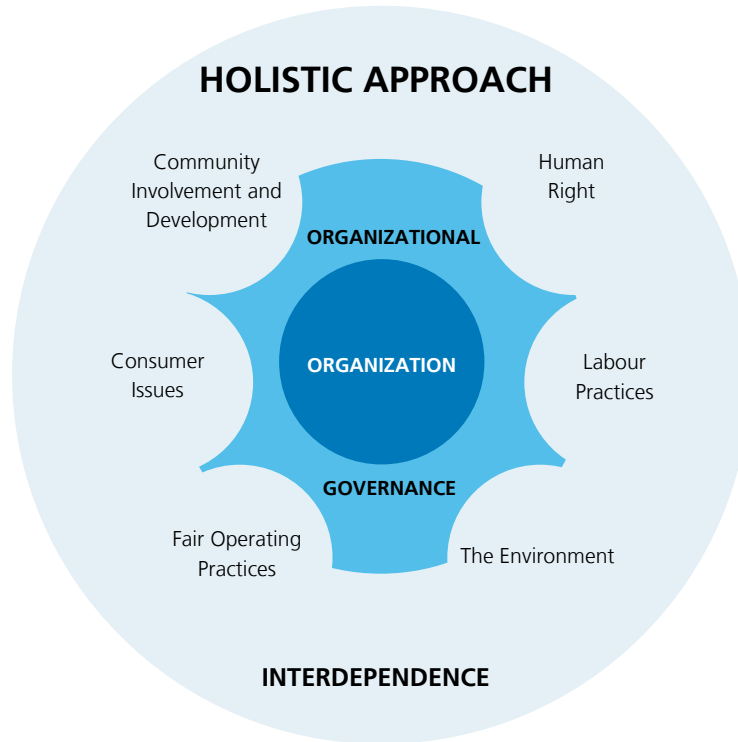 HOLISTIC APPROACH
Community
Involvement and
Development
Human
Right
ORGANIZATIONAL
Consumer
Issues
ORGANIZATION
Labour
Practices
GOVERNANCE
Fair Operating
Practices
The Environment
INTERDEPENDENCE